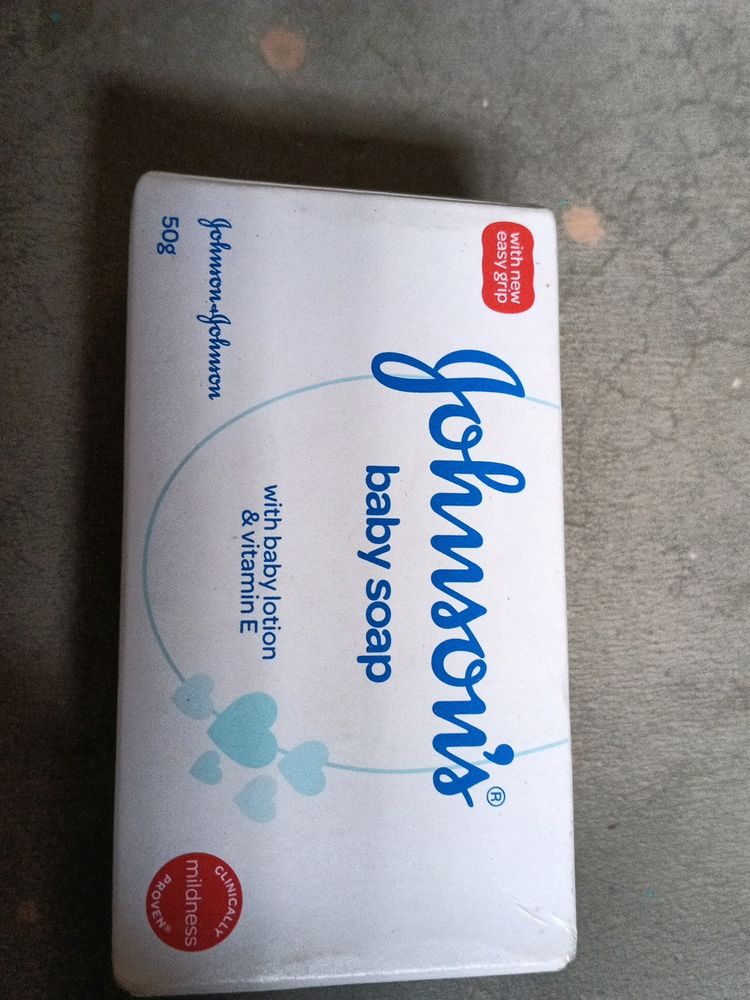 with new
easy grip
Johnson's®
baby soap
with baby lotion
& vitamin E
Johnson+Johnson
50g
CLINICALLY
mildness
PROVEN®